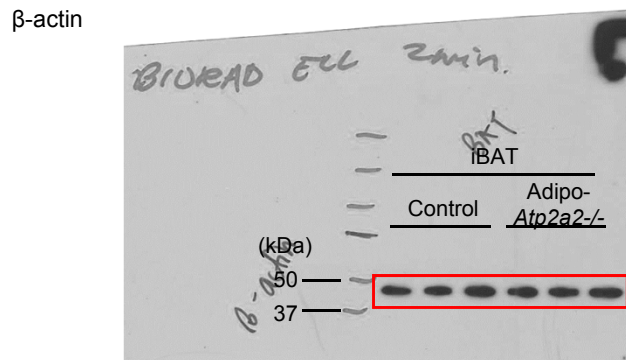 β-actin
BIORAD ECL 2min.
BAT
iBAT
Adipo-
Control Atp2a2-/-
(kDa)
β-actin
50
37